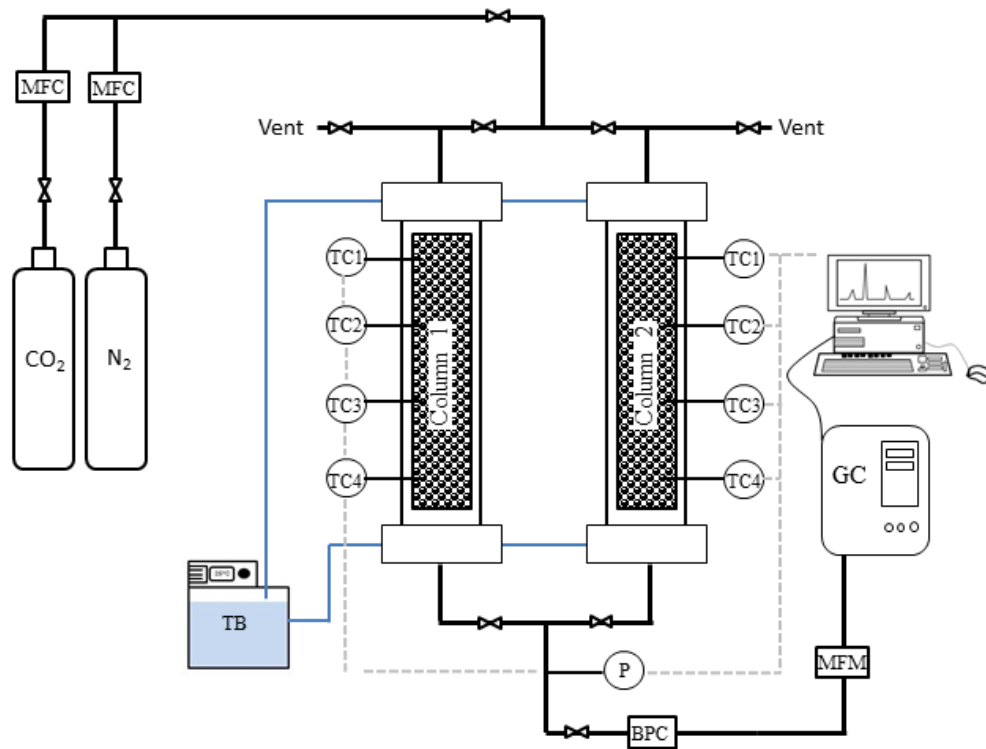 MFC
MFC
Vent
Vent
TC1
TC2
TC3
TC4
Column 1
Column 2
TC1
TC2
TC3
TC4
CO₂
N₂
GC
TB
P
MFM
BPC